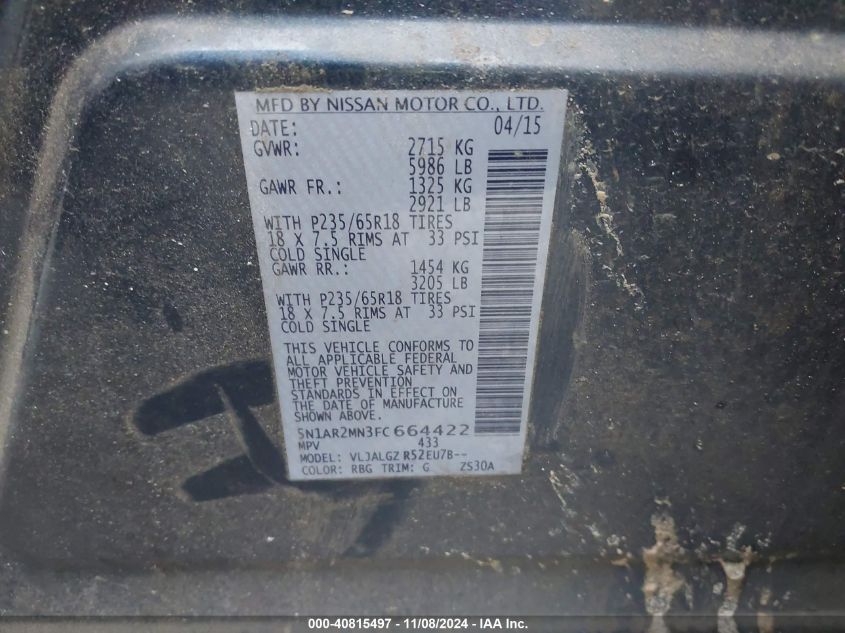 MFD BY NISSAN MOTOR CO., LTD.
DATE: 04/15
GVWR: 2715 KG
5986 LB
GAWR FR.: 1325 KG
2921 LB
WITH P235/65R18 TIRES
18 X 7.5 RIMS AT 33 PSI
COLD SINGLE
GAWR RR.: 1454 KG
3205 LB
WITH P235/65R18 TIRES
18 X 7.5 RIMS AT 33 PSI
COLD SINGLE
THIS VEHICLE CONFORMS TO
ALL APPLICABLE FEDERAL
MOTOR VEHICLE SAFETY AND
THEFT PREVENTION
STANDARDS IN EFFECT ON
THE DATE OF MANUFACTURE
SHOWN ABOVE.
5N1AR2MN3FC664422
MPV 433
MODEL: VLJALGZ R52EU7B--
COLOR: RBG TRIM: G ZS30A
000-40815497 - 11/08/2024 - IAA Inc.